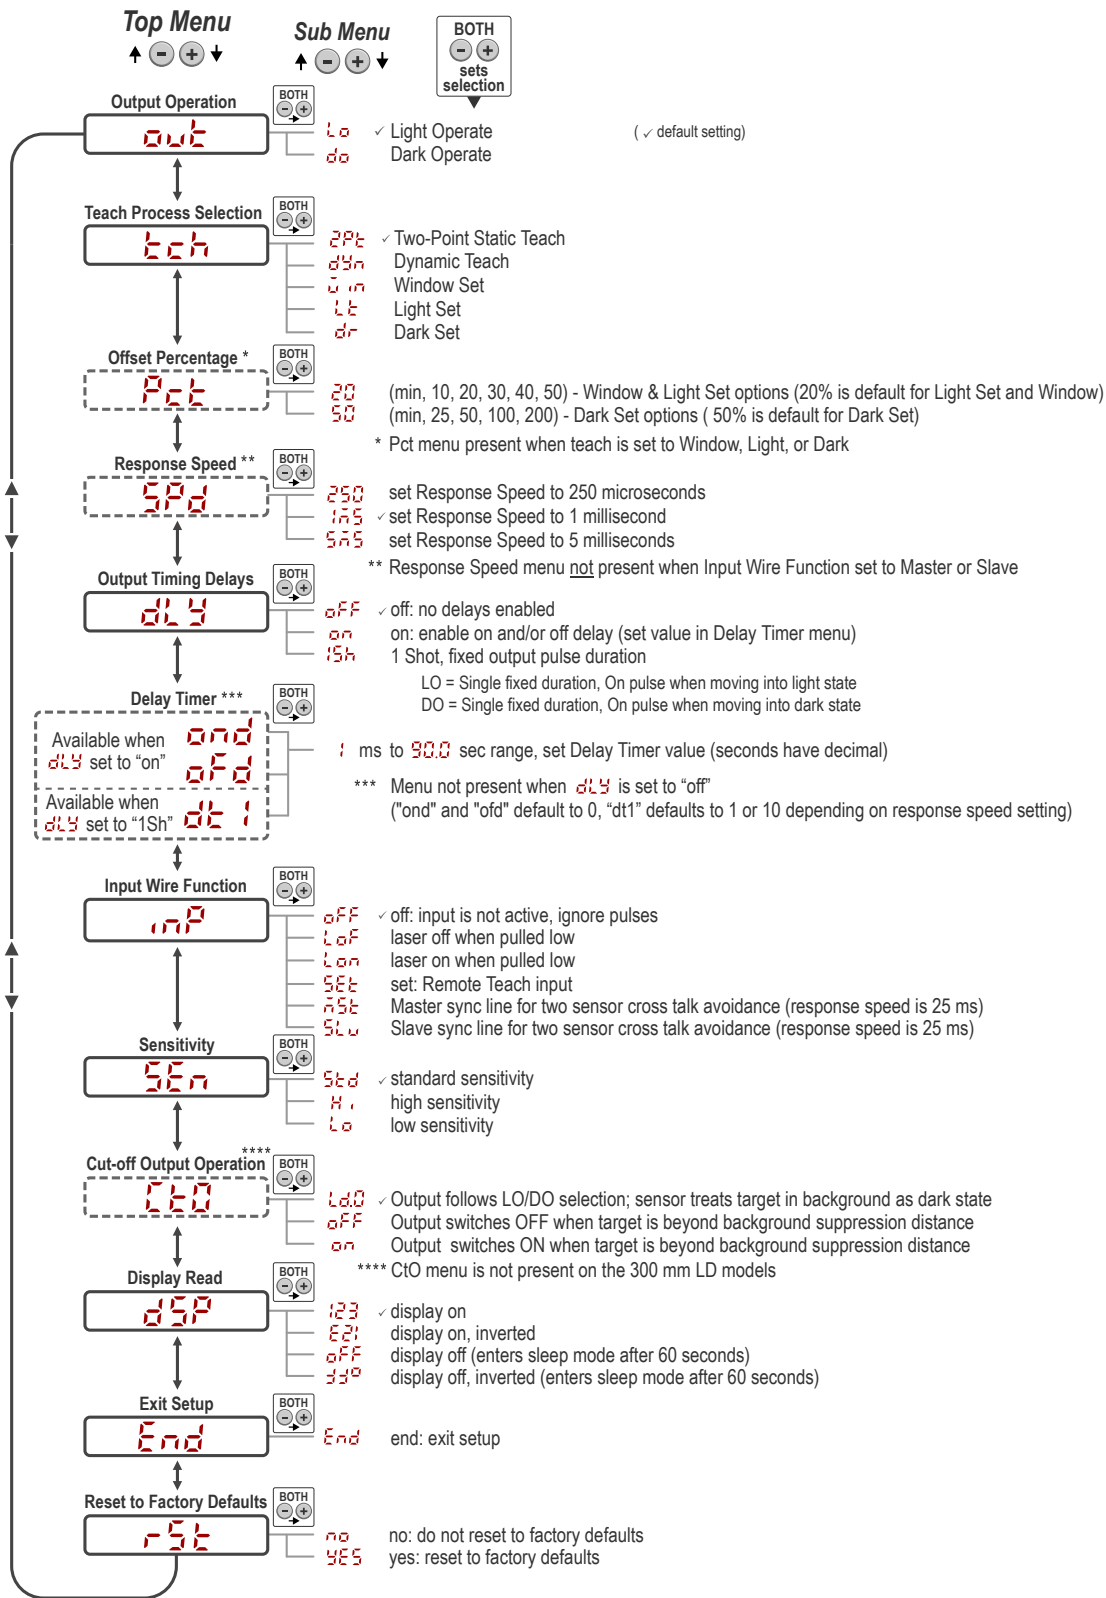 Top Menu
Sub Menu
BOTH
- +
sets
selection
- +
- +
Output Operation
BOTH
- +
out
Lo ✓ Light Operate
( ✓ default setting)
do Dark Operate
Teach Process Selection
BOTH
- +
tch
2Pt ✓ Two-Point Static Teach
dYn Dynamic Teach
Win Window Set
Lt Light Set
dr Dark Set
Offset Percentage *
BOTH
- +
Pct
20 (min, 10, 20, 30, 40, 50) - Window & Light Set options (20% is default for Light Set and Window)
50 (min, 25, 50, 100, 200) - Dark Set options ( 50% is default for Dark Set)
* Pct menu present when teach is set to Window, Light, or Dark
Response Speed **
BOTH
- +
SPd
250 set Response Speed to 250 microseconds
1mS ✓ set Response Speed to 1 millisecond
5mS set Response Speed to 5 milliseconds
** Response Speed menu not present when Input Wire Function set to Master or Slave
Output Timing Delays
BOTH
- +
dLY
oFF ✓ off: no delays enabled
on on: enable on and/or off delay (set value in Delay Timer menu)
1Sh 1 Shot, fixed output pulse duration
LO = Single fixed duration, On pulse when moving into light state
DO = Single fixed duration, On pulse when moving into dark state
Delay Timer ***
BOTH
- +
Available when
dLY set to “on”
ond
oFd
1 ms to 90.0 sec range, set Delay Timer value (seconds have decimal)
Available when
dLY set to “1Sh”
dt1
*** Menu not present when dLY is set to “off”
("ond" and "ofd" default to 0, “dt1” defaults to 1 or 10 depending on response speed setting)
Input Wire Function
BOTH
- +
inP
oFF ✓ off: input is not active, ignore pulses
LoF laser off when pulled low
Lon laser on when pulled low
SEt set: Remote Teach input
mSt Master sync line for two sensor cross talk avoidance (response speed is 25 ms)
SLv Slave sync line for two sensor cross talk avoidance (response speed is 25 ms)
Sensitivity
BOTH
- +
SEn
Std ✓ standard sensitivity
Hi high sensitivity
Lo low sensitivity
Cut-off Output Operation ****
BOTH
- +
CtO
Ld.O ✓ Output follows LO/DO selection; sensor treats target in background as dark state
oFF Output switches OFF when target is beyond background suppression distance
on Output switches ON when target is beyond background suppression distance
**** CtO menu is not present on the 300 mm LD models
Display Read
BOTH
- +
dSP
123 ✓ display on
E21 display on, inverted
oFF display off (enters sleep mode after 60 seconds)
display off, inverted (enters sleep mode after 60 seconds)
Exit Setup
BOTH
- +
End
End end: exit setup
Reset to Factory Defaults
BOTH
- +
rSt
no no: do not reset to factory defaults
YES yes: reset to factory defaults